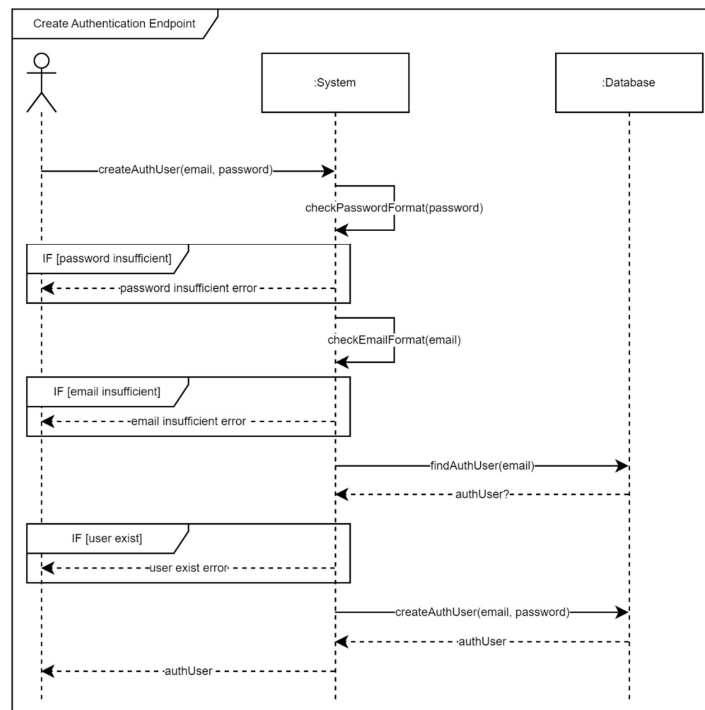 Create Authentication Endpoint
:System
:Database
createAuthUser(email, password)
checkPasswordFormat(password)
IF [password insufficient]
password insufficient error
checkEmailFormat(email)
IF [email insufficient]
email insufficient error
findAuthUser(email)
authUser?
IF [user exist]
user exist error
createAuthUser(email, password)
authUser
authUser